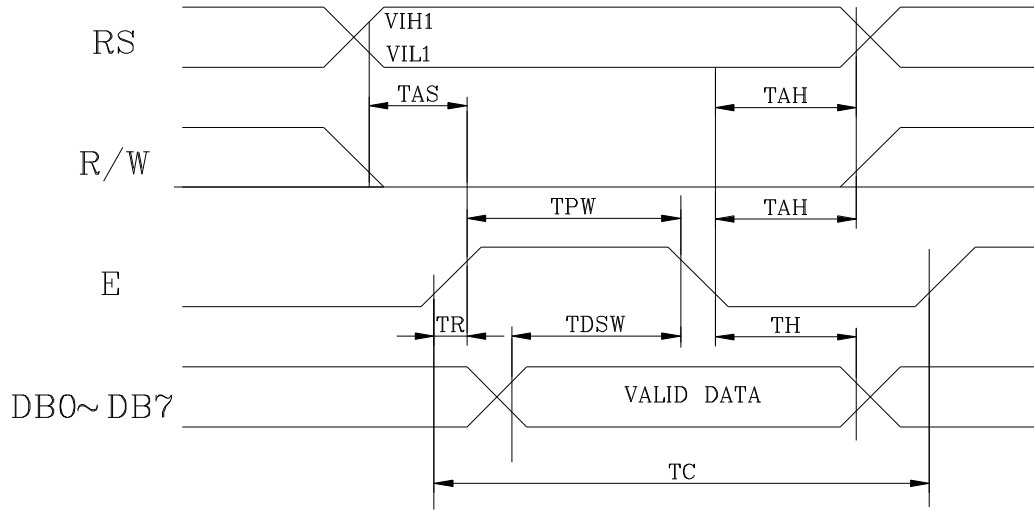 VIH1
RS
VIL1
TAS
TAH
R/W
TPW
TAH
E
TR
TDSW
TH
VALID DATA
DB0~DB7
TC